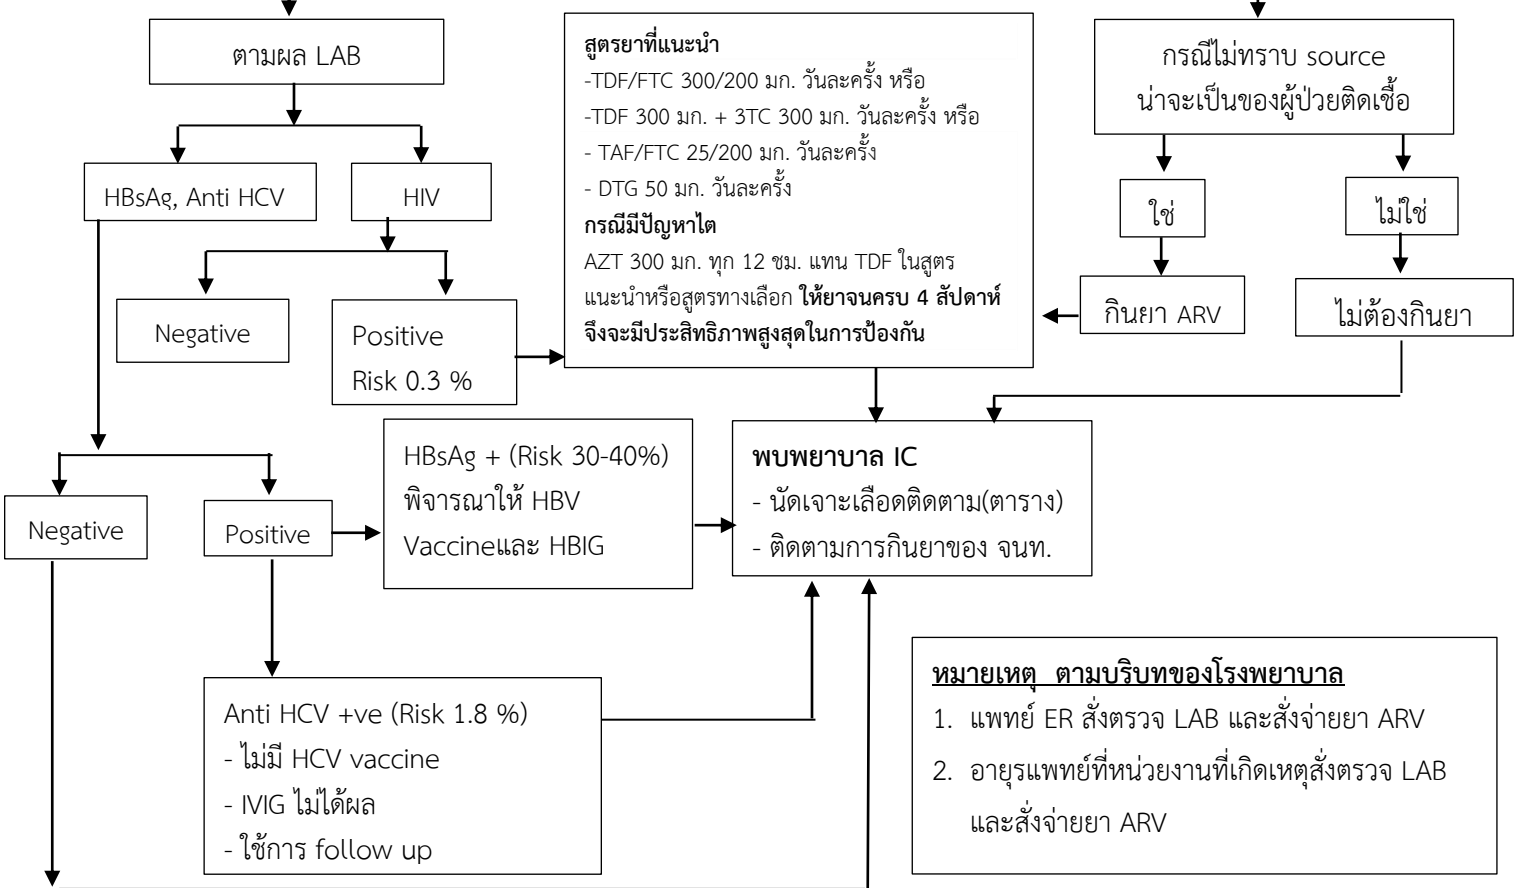 ตามผล LAB
สูตรยาที่แนะนำ
-TDF/FTC 300/200 มก. วันละครั้ง หรือ
-TDF 300 มก. + 3TC 300 มก. วันละครั้ง หรือ
- TAF/FTC 25/200 มก. วันละครั้ง
- DTG 50 มก. วันละครั้ง
กรณีมีปัญหาไต
AZT 300 มก. ทุก 12 ชม. แทน TDF ในสูตร
แนะนำหรือสูตรทางเลือก ให้ยาจนครบ 4 สัปดาห์
จึงจะมีประสิทธิภาพสูงสุดในการป้องกัน
กรณีไม่ทราบ source
น่าจะเป็นของผู้ป่วยติดเชื้อ
HBsAg, Anti HCV
HIV
ใช่
ไม่ใช่
Negative
Positive
Risk 0.3 %
กินยา ARV
ไม่ต้องกินยา
Negative
Positive
HBsAg + (Risk 30-40%)
พิจารณาให้ HBV
Vaccineและ HBIG
พบพยาบาล IC
- นัดเจาะเลือดติดตาม(ตาราง)
- ติดตามการกินยาของ จนท.
Anti HCV +ve (Risk 1.8 %)
- ไม่มี HCV vaccine
- IVIG ไม่ได้ผล
- ใช้การ follow up
หมายเหตุ ตามบริบทของโรงพยาบาล
1. แพทย์ ER สั่งตรวจ LAB และสั่งจ่ายยา ARV
2. อายุรแพทย์ที่หน่วยงานที่เกิดเหตุสั่งตรวจ LAB
และสั่งจ่ายยา ARV